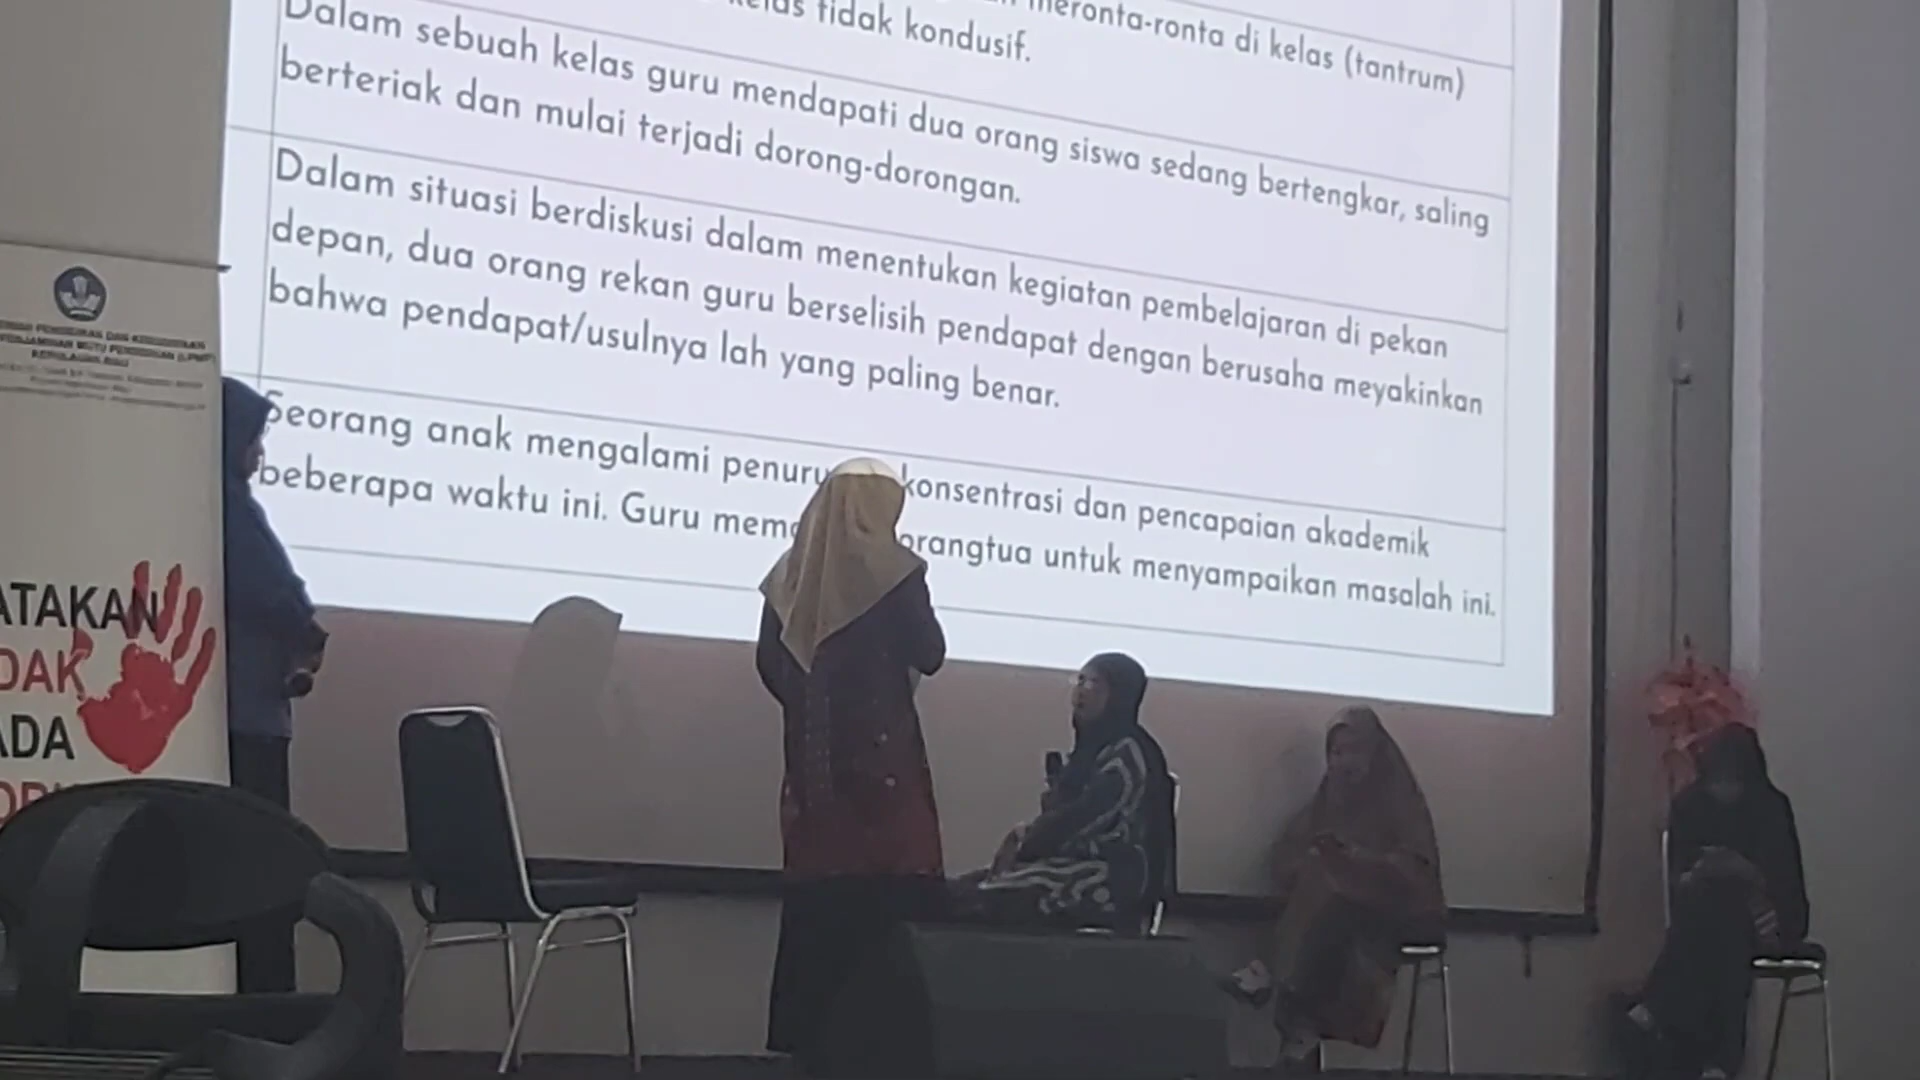 meronta-ronta di kelas (tantrum)
kelas tidak kondusif.
Dalam sebuah kelas guru mendapati dua orang siswa sedang bertengkar, saling
berteriak dan mulai terjadi dorong-dorongan.
Dalam situasi berdiskusi dalam menentukan kegiatan pembelajaran di pekan
depan, dua orang rekan guru berselisih pendapat dengan berusaha meyakinkan
bahwa pendapat/usulnya lah yang paling benar.
Seorang anak mengalami konsentrasi dan pencapaian akademik
beberapa waktu ini. Guru orangtua untuk menyampaikan masalah ini.
ATAKAN
DAK
ADA